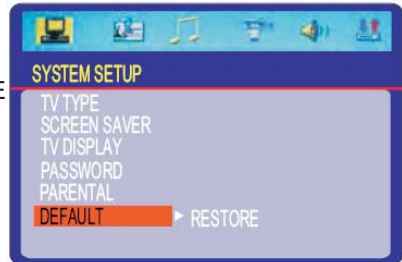 E
SYSTEM SETUP
TV TYPE
SCREEN SAVER
TV DISPLAY
PASSWORD
PARENTAL
DEFAULT RESTORE